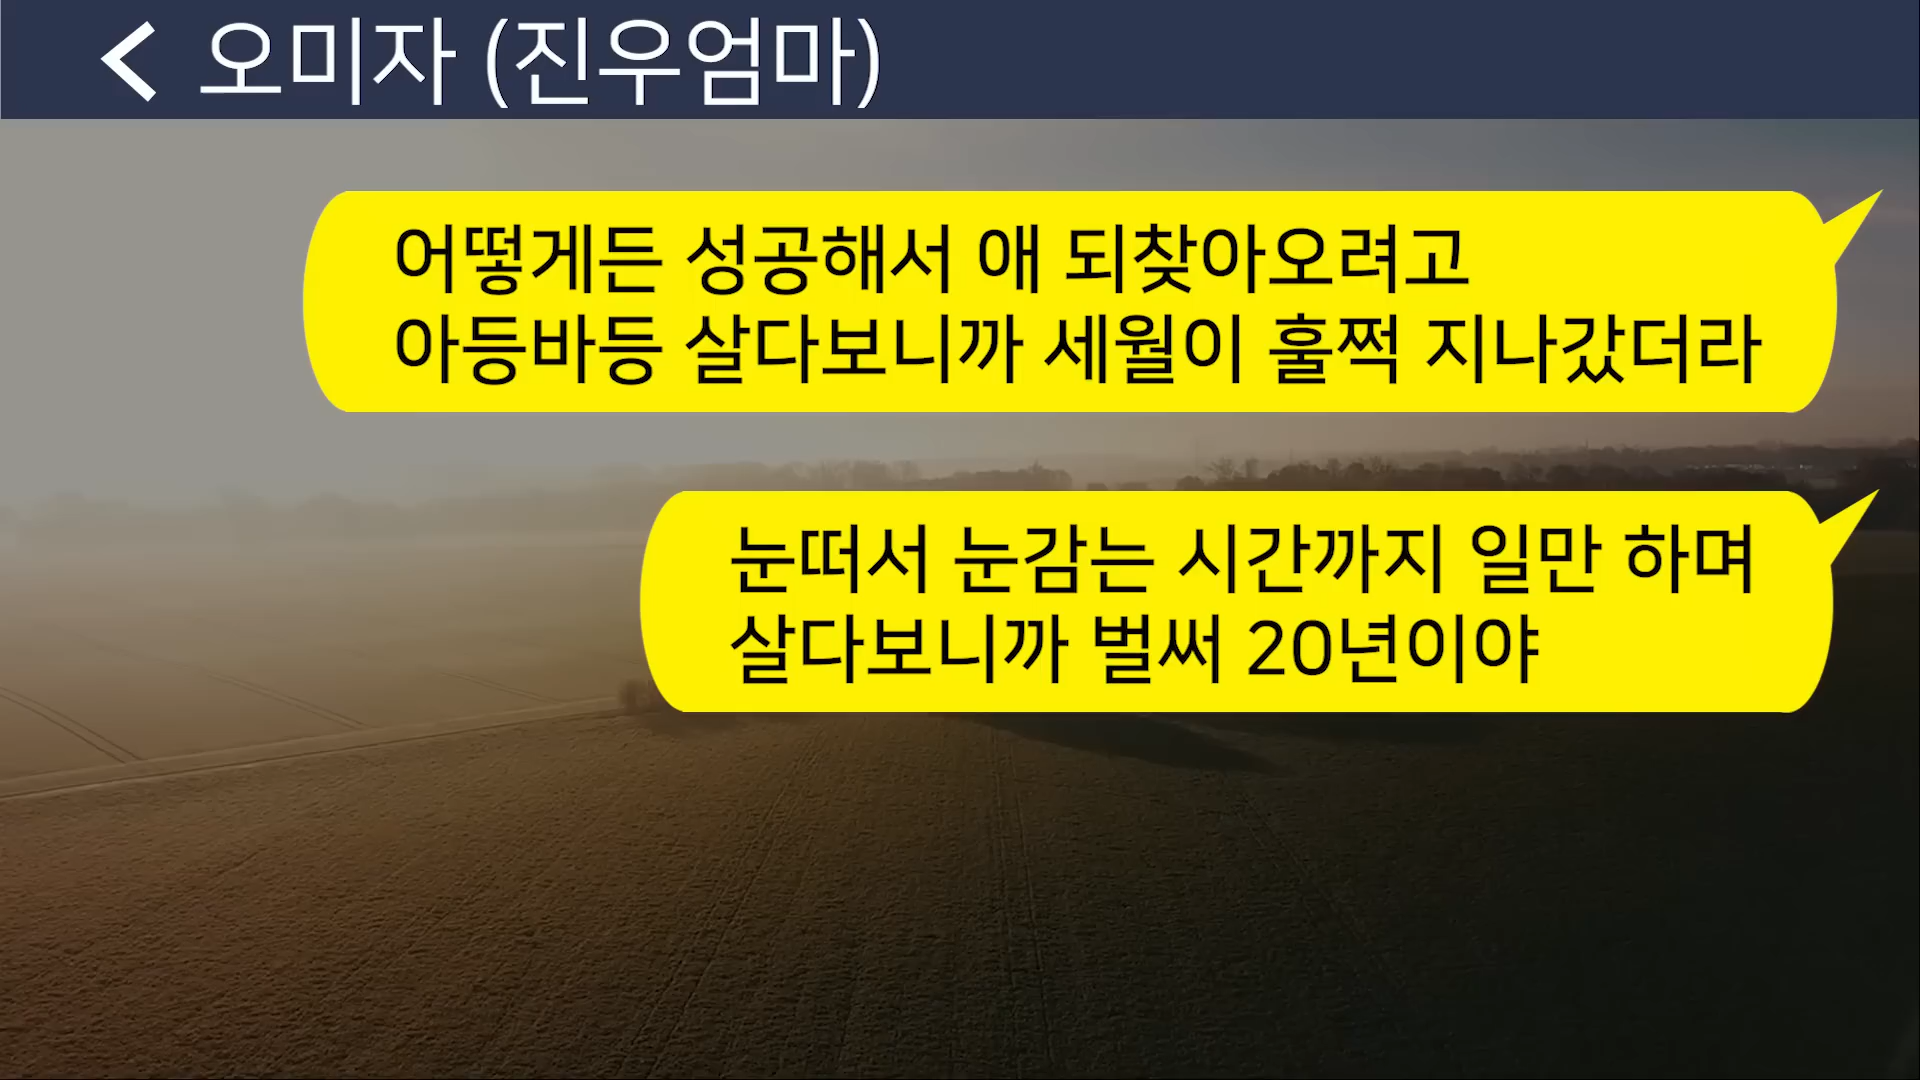 오미자 (진우엄마)
어떻게든 성공해서 애 되찾아오려고
아등바등 살다보니까 세월이 훌쩍 지나갔더라
눈떠서 눈감는 시간까지 일만 하며
살다보니까 벌써 20년이야